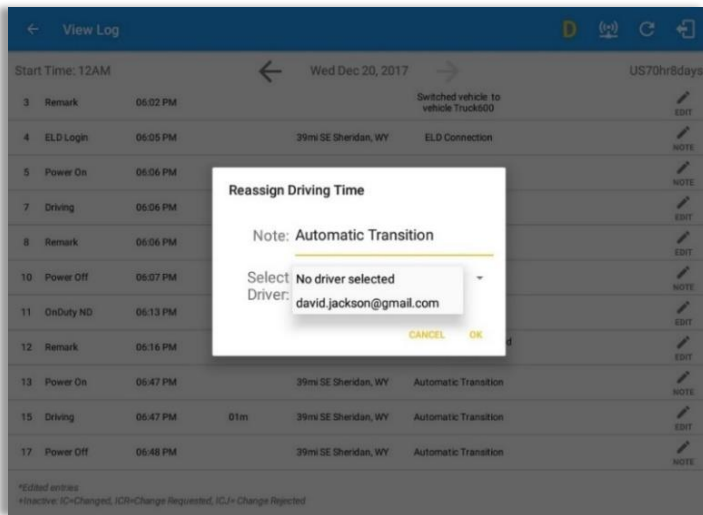 View Log
D
Start Time: 12AM Wed Dec 20, 2017 US70hr8days
3 Remark 06:02 PM Switched vehicle to vehicle Truck600 EDIT
4 ELD Login 06:05 PM 39mi SE Sheridan, WY ELD Connection NOTE
5 Power On 06:06 PM NOTE
7 Driving 06:06 PM EDIT
8 Remark 06:06 PM EDIT
10 Power Off 06:07 PM NOTE
11 OnDuty ND 06:13 PM EDIT
12 Remark 06:16 PM d EDIT
Reassign Driving Time
Note: Automatic Transition
Select Driver:
No driver selected
david.jackson@gmail.com
CANCEL OK
13 Power On 06:47 PM 39mi SE Sheridan, WY Automatic Transition NOTE
15 Driving 06:47 PM 01m 39mi SE Sheridan, WY Automatic Transition EDIT
17 Power Off 06:48 PM 39mi SE Sheridan, WY Automatic Transition NOTE
*Edited entries
+Inactive: IC=Changed, ICR=Change Requested, ICJ= Change Rejected